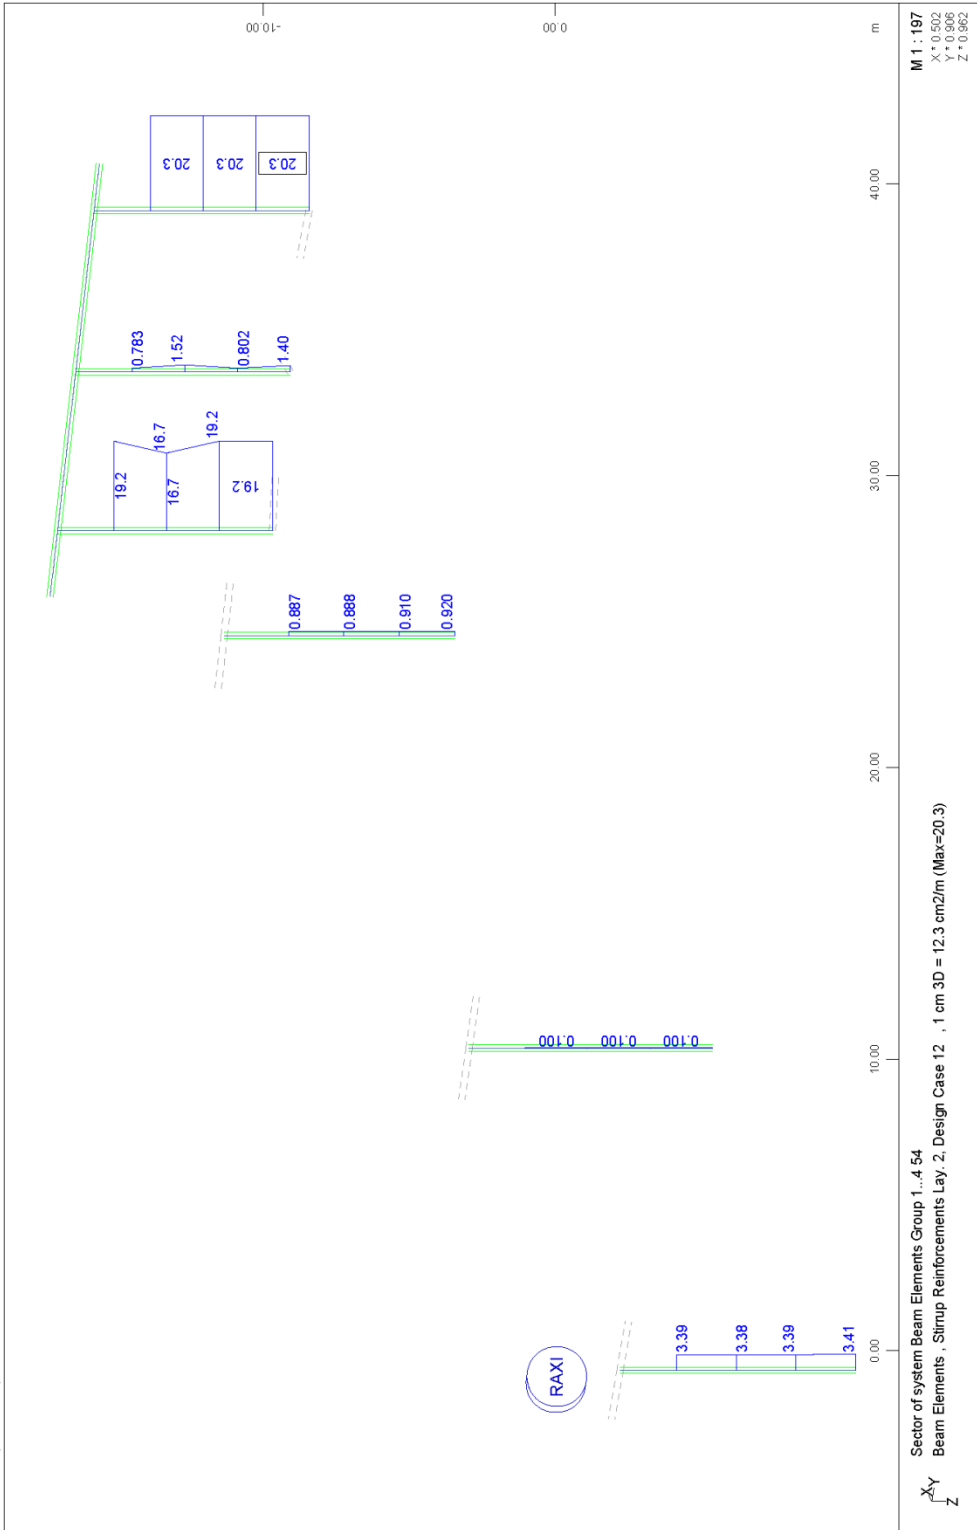 -10.00
0.00
m
M 1 : 197
X * 0.502
Y * 0.906
Z * 0.962
20.3
20.3
20.3
40.00
0.783
1.52
0.802
1.40
19.2
16.7
19.2
19.2
16.7
19.2
30.00
0.887
0.888
0.910
0.920
20.00
0.100
0.100
0.100
10.00
RAXI
3.39
3.38
3.39
3.41
0.00
Sector of system Beam Elements Group 1...4 54
Beam Elements , Stirrup Reinforcements Lay. 2, Design Case 12 , 1 cm 3D = 12.3 cm2/m (Max=20.3)
X
Y
Z